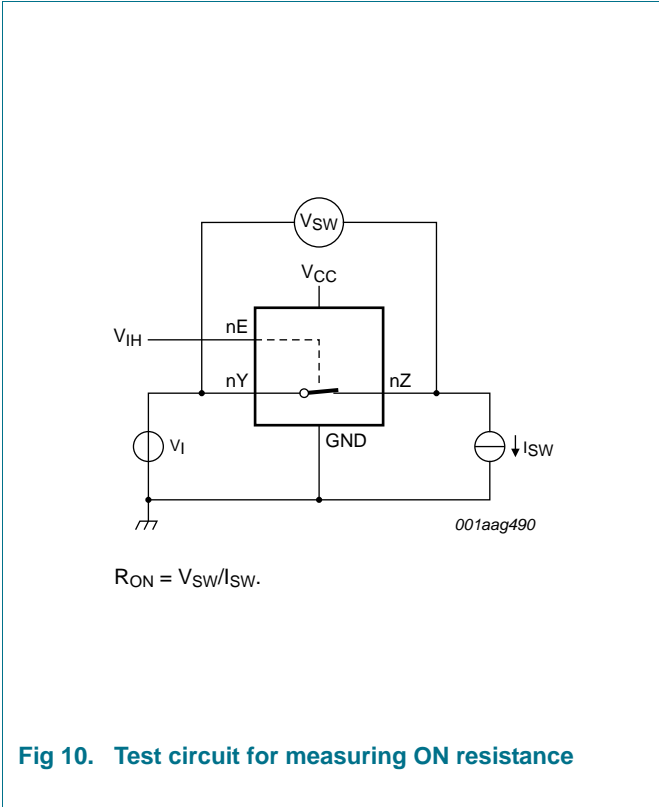 VSW
VCC
VIH
nE
nY
nZ
VI
GND
ISW
001aag490
RON = VSW/ISW.
Fig 10. Test circuit for measuring ON resistance